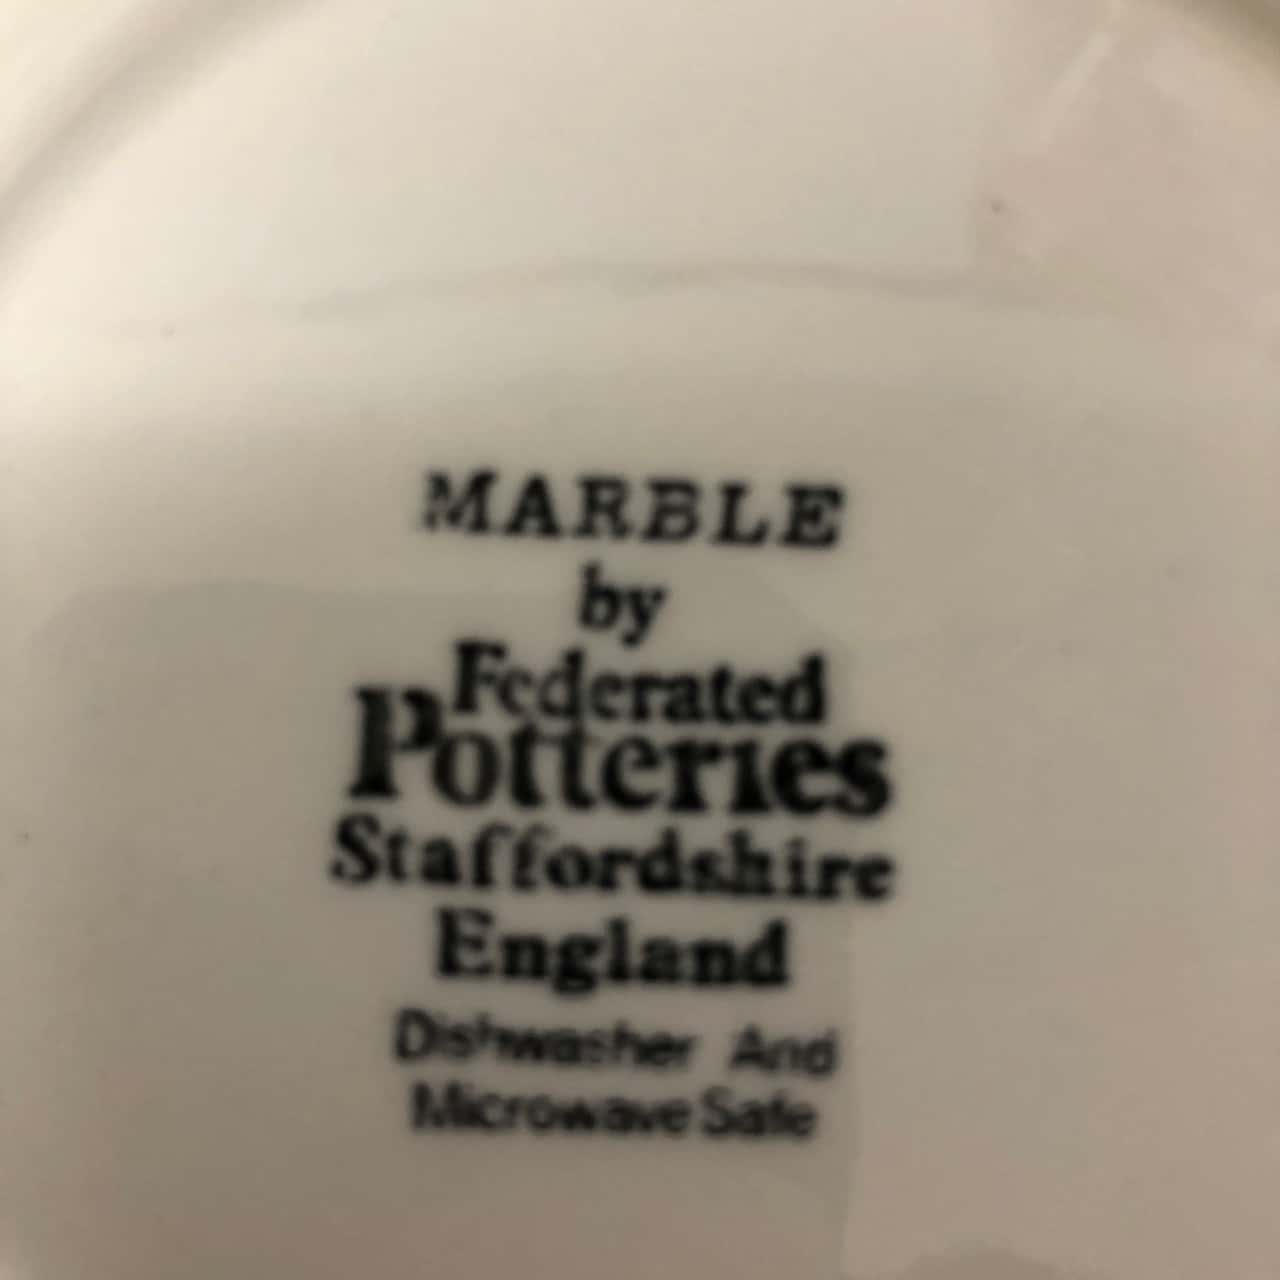 MARBLE
by
Federated
Potteries
Staffordshire
England
Dishwasher And
Microwave Safe